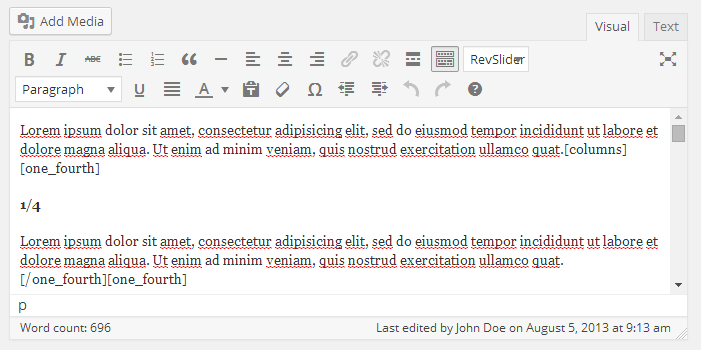 Add Media
Visual Text
B I ABC RevSlider
Paragraph U A T Ω ?
Lorem ipsum dolor sit amet, consectetur adipisicing elit, sed do eiusmod tempor incididunt ut labore et
dolore magna aliqua. Ut enim ad minim veniam, quis nostrud exercitation ullamco quat.[columns]
[one_fourth]
1/4
Lorem ipsum dolor sit amet, consectetur adipisicing elit, sed do eiusmod tempor incididunt ut labore et
dolore magna aliqua. Ut enim ad minim veniam, quis nostrud exercitation ullamco quat.
[/one_fourth][one_fourth]
p
Word count: 696 Last edited by John Doe on August 5, 2013 at 9:13 am